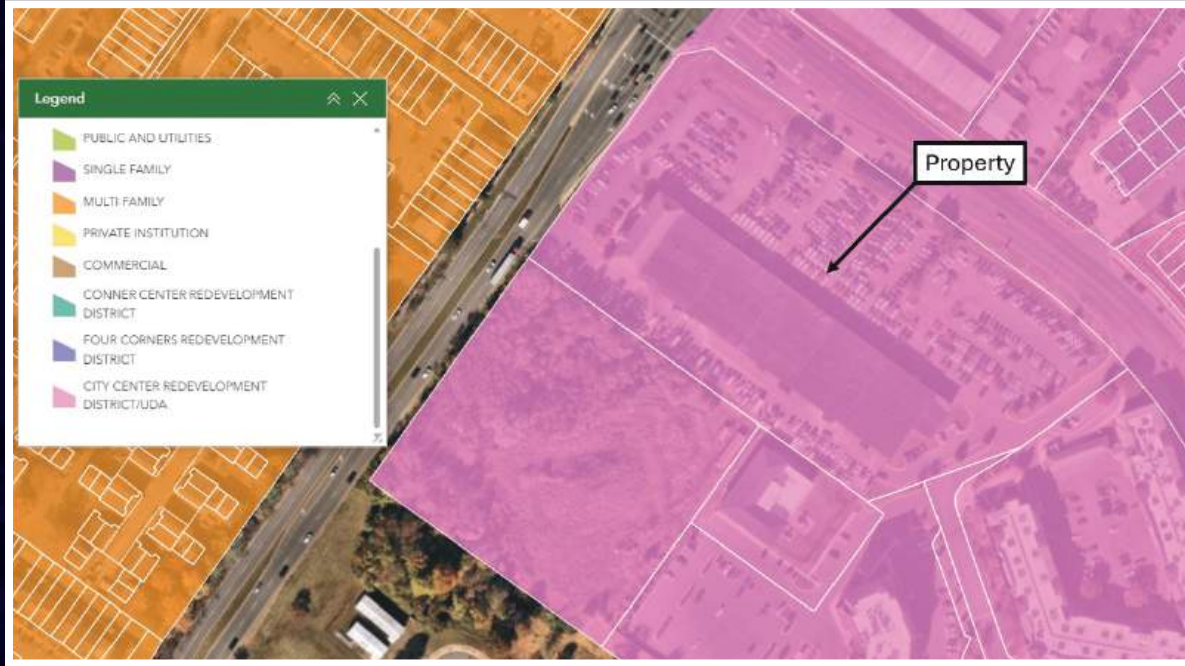 Legend
PUBLIC AND UTILITIES
SINGLE FAMILY
MULTI FAMILY
PRIVATE INSTITUTION
COMMERCIAL
CONNER CENTER REDEVELOPMENT
DISTRICT
FOUR CORNERS REDEVELOPMENT
DISTRICT
CITY CENTER REDEVELOPMENT
DISTRICT/UDA
Property